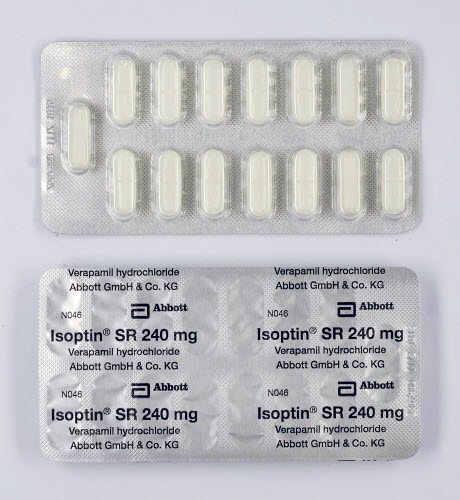 Verapamil hydrochloride
Abbott GmbH & Co. KG
Verapamil hydrochloride
Abbott GmbH & Co. KG
N046
Abbott
Isoptin® SR 240 mg
Verapamil hydrochloride
Abbott GmbH & Co. KG
N046
Abbott
Isoptin® SR 240 mg
Verapamil hydrochloride
Abbott GmbH & Co. KG
N046
Abbott
Isoptin® SR 240 mg
Verapamil hydrochloride
Abbott GmbH & Co. KG
N046
Abbott
Isoptin® SR 240 mg
Verapamil hydrochloride
Abbott GmbH & Co. KG